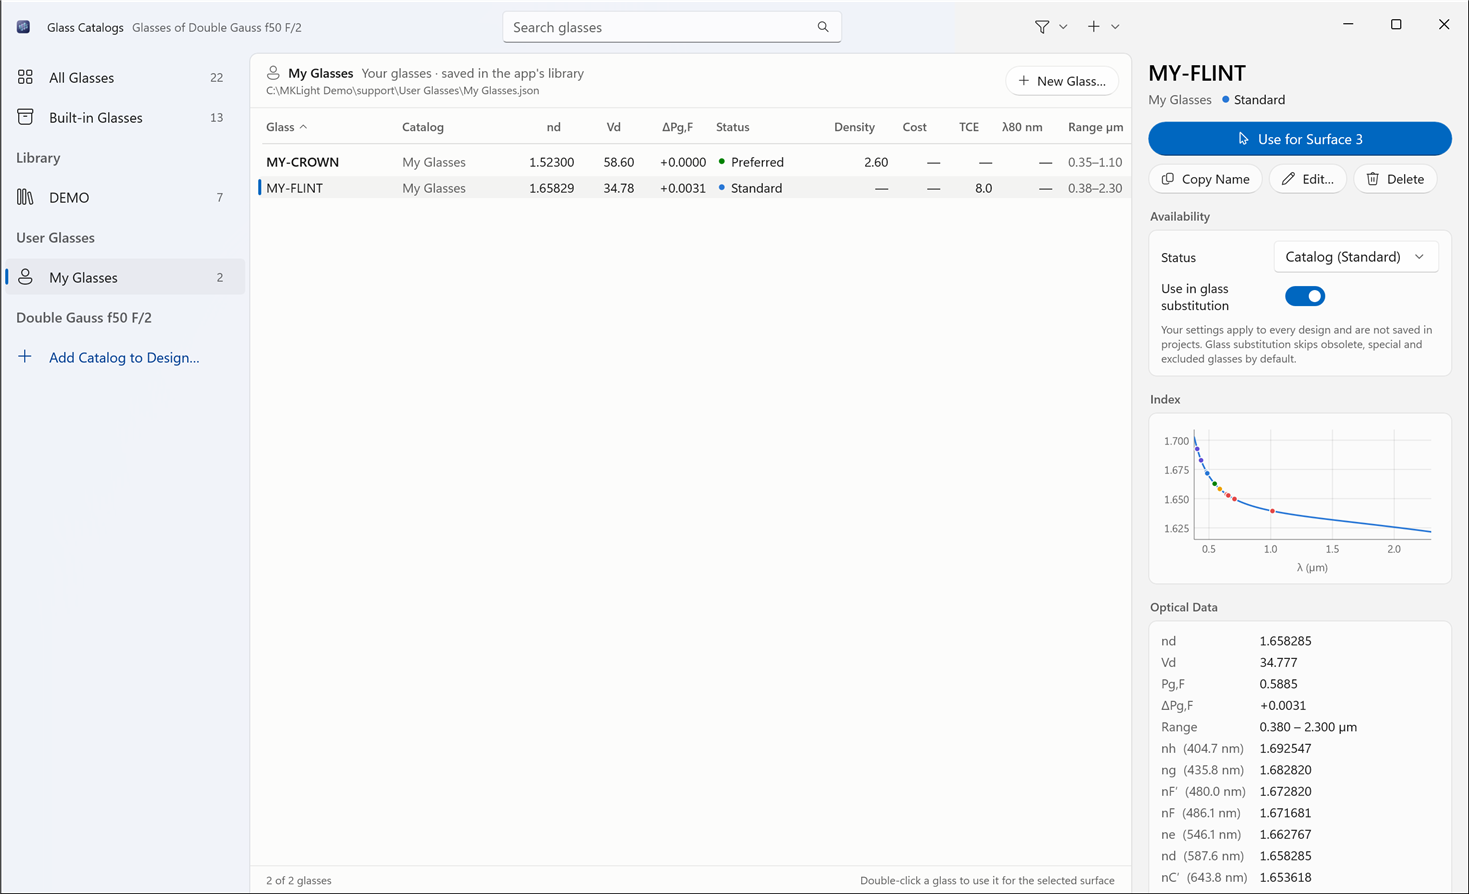 Glass Catalogs Glasses of Double Gauss f50 F/2
Search glasses
All Glasses 22
Built-in Glasses 13
Library
DEMO 7
User Glasses
My Glasses 2
Double Gauss f50 F/2
Add Catalog to Design...
My Glasses Your glasses · saved in the app's library
C:\MKLight Demo\support\User Glasses\My Glasses.json
New Glass...
Glass Catalog nd Vd ΔPg,F Status Density Cost TCE λ80 nm Range µm
MY-CROWN My Glasses 1.52300 58.60 +0.0000 Preferred 2.60 — — — 0.35–1.10
MY-FLINT My Glasses 1.65829 34.78 +0.0031 Standard — — 8.0 — 0.38–2.30
2 of 2 glasses
Double-click a glass to use it for the selected surface
MY-FLINT
My Glasses Standard
Use for Surface 3
Copy Name Edit... Delete
Availability
Status Catalog (Standard)
Use in glass
substitution
Your settings apply to every design and are not saved in
projects. Glass substitution skips obsolete, special and
excluded glasses by default.
Index
1.700
1.675
1.650
1.625
0.5 1.0 1.5 2.0
λ (µm)
Optical Data
nd 1.658285
Vd 34.777
Pg,F 0.5885
ΔPg,F +0.0031
Range 0.380 – 2.300 µm
nh (404.7 nm) 1.692547
ng (435.8 nm) 1.682820
nF' (480.0 nm) 1.672820
nF (486.1 nm) 1.671681
ne (546.1 nm) 1.662767
nd (587.6 nm) 1.658285
nC' (643.8 nm) 1.653618